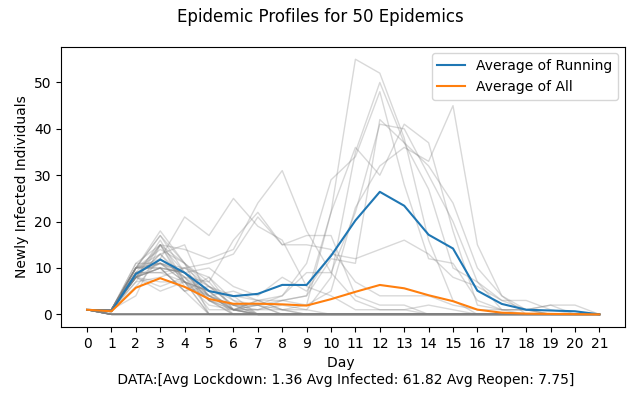 Epidemic Profiles for 50 Epidemics
Newly Infected Individuals
50
40
30
20
10
0
Average of Running
Average of All
0 1 2 3 4 5 6 7 8 9 10 11 12 13 14 15 16 17 18 19 20 21
Day
DATA:[Avg Lockdown: 1.36 Avg Infected: 61.82 Avg Reopen: 7.75]